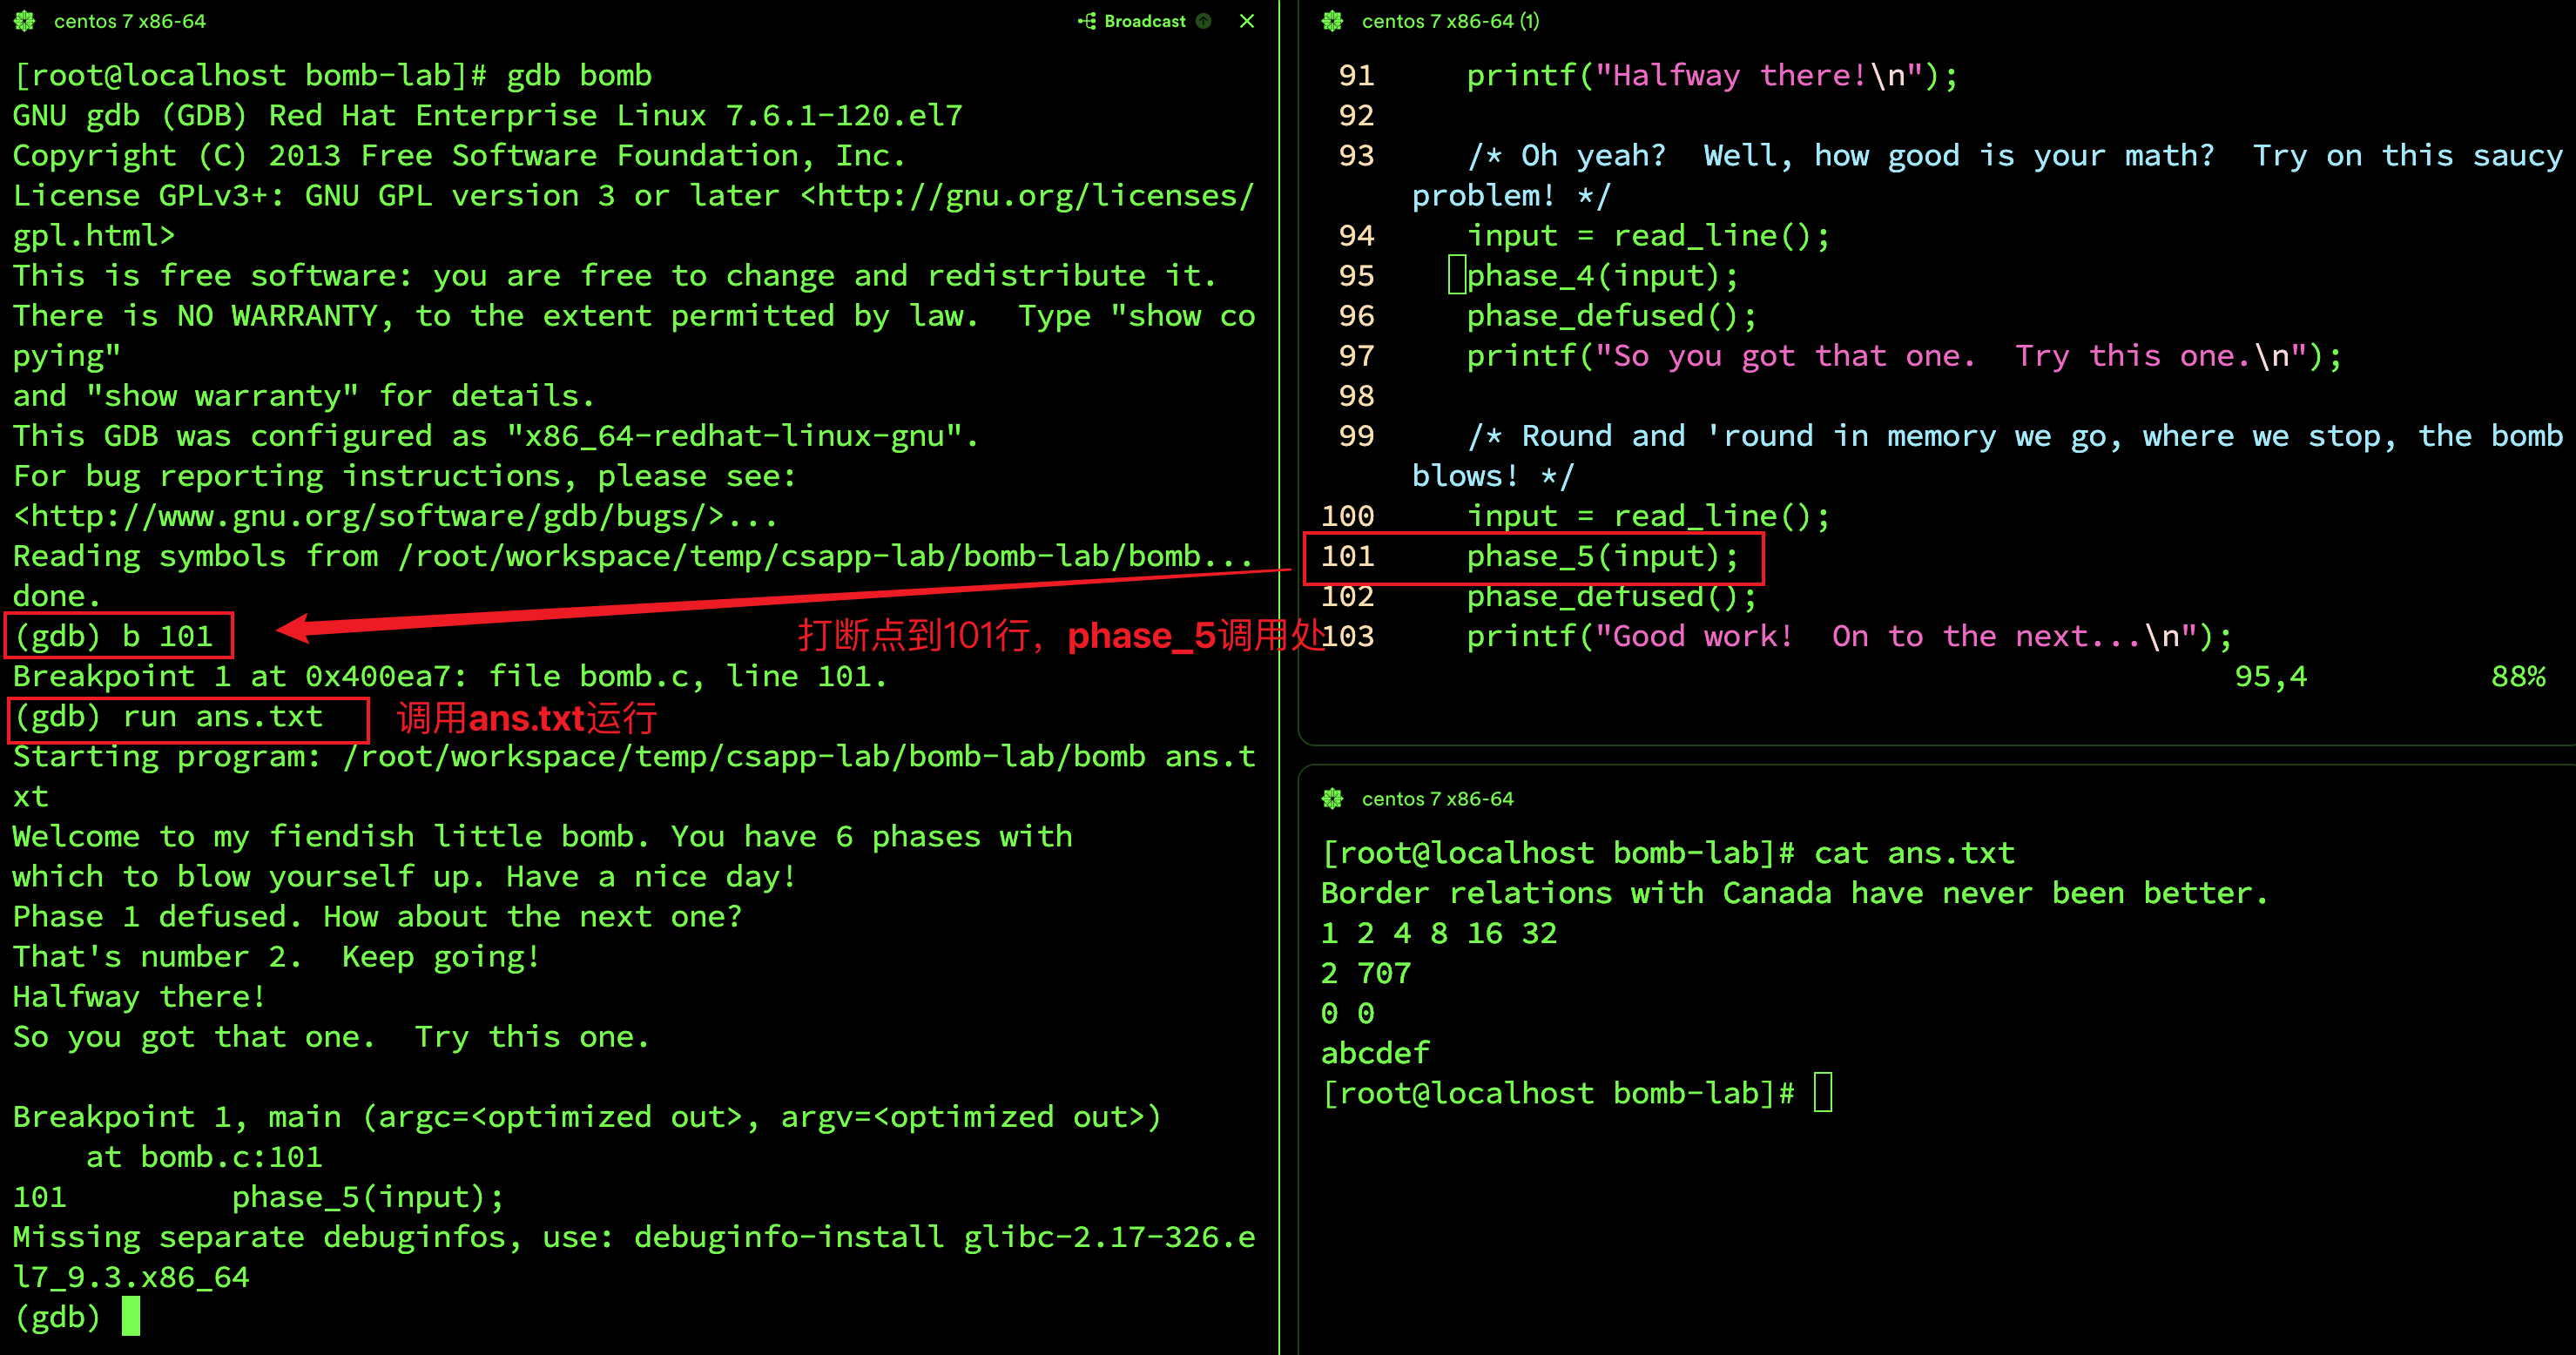 centos 7 x86-64
Broadcast
[root@localhost bomb-lab]# gdb bomb
GNU gdb (GDB) Red Hat Enterprise Linux 7.6.1-120.el7
Copyright (C) 2013 Free Software Foundation, Inc.
License GPLv3+: GNU GPL version 3 or later <http://gnu.org/licenses/
gpl.html>
This is free software: you are free to change and redistribute it.
There is NO WARRANTY, to the extent permitted by law.  Type "show co
pying"
and "show warranty" for details.
This GDB was configured as "x86_64-redhat-linux-gnu".
For bug reporting instructions, please see:
<http://www.gnu.org/software/gdb/bugs/>...
Reading symbols from /root/workspace/temp/csapp-lab/bomb-lab/bomb...
done.
(gdb) b 101
打断点到101行，phase_5调用处
Breakpoint 1 at 0x400ea7: file bomb.c, line 101.
(gdb) run ans.txt
调用ans.txt运行
Starting program: /root/workspace/temp/csapp-lab/bomb-lab/bomb ans.t
xt
Welcome to my fiendish little bomb. You have 6 phases with
which to blow yourself up. Have a nice day!
Phase 1 defused. How about the next one?
That's number 2.  Keep going!
Halfway there!
So you got that one.  Try this one.
Breakpoint 1, main (argc=<optimized out>, argv=<optimized out>)
    at bomb.c:101
101         phase_5(input);
Missing separate debuginfos, use: debuginfo-install glibc-2.17-326.e
l7_9.3.x86_64
(gdb)
centos 7 x86-64 (1)
91     printf("Halfway there!\n");
92
93     /* Oh yeah?  Well, how good is your math?  Try on this saucy
problem! */
94     input = read_line();
95     phase_4(input);
96     phase_defused();
97     printf("So you got that one.  Try this one.\n");
98
99     /* Round and 'round in memory we go, where we stop, the bomb
blows! */
100     input = read_line();
101     phase_5(input);
102     phase_defused();
103     printf("Good work!  On to the next...\n");
95,4          88%
centos 7 x86-64
[root@localhost bomb-lab]# cat ans.txt
Border relations with Canada have never been better.
1 2 4 8 16 32
2 707
0 0
abcdef
[root@localhost bomb-lab]#